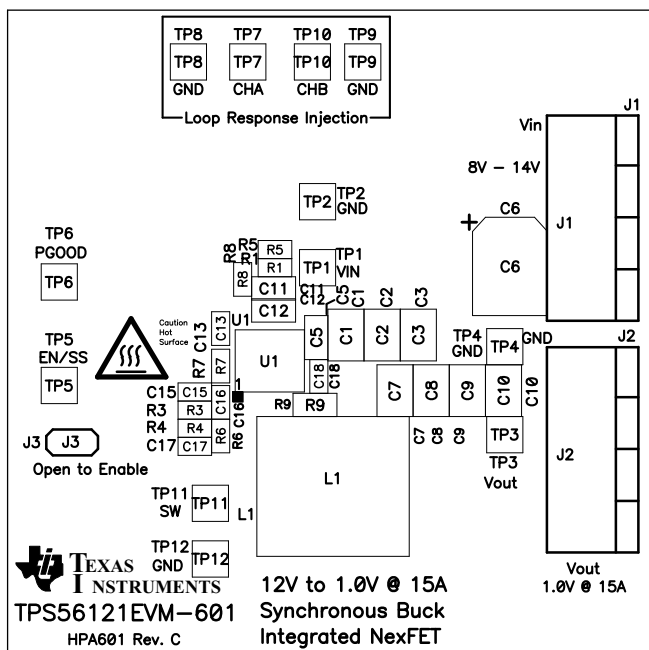 TP8 TP7 TP10 TP9
TP8 TP7 TP10 TP9
GND CHA CHB GND
Loop Response Injection
J1
Vin
8V - 14V
C6
+
J1
C6
TP2
TP2
GND
TP6
PGOOD
TP6
R8
R5
R1
R5
R1
R8
TP1
TP1
VIN
C11
C12
C11
C12
C5
C1
C2
C3
TP5
EN/SS
TP5
Caution
Hot
Surface
C13
C13
U1
U1
C5
C1
C2
C3
TP4
GND
TP4
GND
J2
R7
R7
C18
C18
1
C15
C15
R3
R3
R4
R4
C17
C17
C16
R6
R6
C16
R9
R9
C7
C8
C9
C10
C10
J3
J3
Open to Enable
C7
C8
C9
TP3
TP3
Vout
J2
L1
L1
TP11
SW
TP11
TP12
GND
TP12
TEXAS
INSTRUMENTS
TPS56121EVM-601
HPA601 Rev. C
12V to 1.0V @ 15A
Synchronous Buck
Integrated NexFET
Vout
1.0V @ 15A